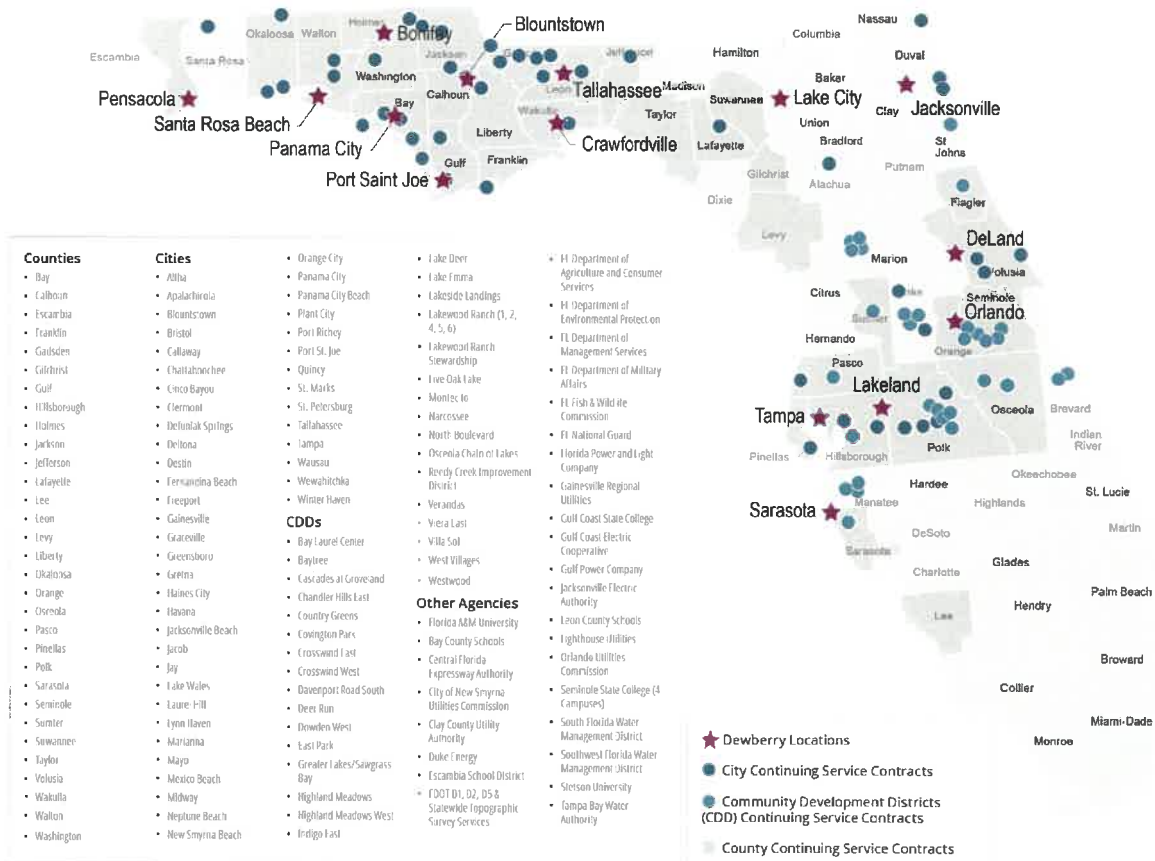 Nassau
Columbia
Blountstown
Holmes
Okaloosa
Walton
Bonifay
Escambia
Santa Rosa
Jackson
Hamilton
Duval
Washington
Leon
Tallahassee
Madison
Bakar
Pensacola
Calhoun
Suwannee
Lake City
Bay
Clay
Jacksonville
Santa Rosa Beach
Wakulla
Taylor
Union
Liberty
Crawfordville
Lafayette
Bradford
St
Johns
Panama City
Gulf
Franklin
Putnam
Port Saint Joe
Gilchrist
Alachua
Dixie
Flagler
Levy
DeLand
Marion
Volusia
Citrus
Seminole
Orlando
Hernando
Orange
Pasco
Lakeland
Osceola
Brevard
Tampa
Indian
River
Pinellas
Hillsborough
Polk
Okeechobee
Hardee
St. Lucie
Manatee
Highlands
Sarasota
DeSoto
Martin
Sarasota
Glades
Charlotte
Palm Beach
Hendry
Lee
Broward
Collier
Miami-Dade
Monroe
Counties
• Bay
• Calhoun
• Escambia
• Franklin
• Gadsden
• Gilchrist
• Gulf
• Hillsborough
• Holmes
• Jackson
• Jefferson
• Lafayette
• Lee
• Leon
• Levy
• Liberty
• Okaloosa
• Orange
• Osceola
• Pasco
• Pinellas
• Polk
• Sarasota
• Seminole
• Sumter
• Suwannee
• Taylor
• Volusia
• Wakulla
• Walton
• Washington
Cities
• Altha
• Apalachicola
• Blountstown
• Bristol
• Callaway
• Chattahoochee
• Cinco Bayou
• Clermont
• Defuniak Springs
• Deltona
• Destin
• Fernandina Beach
• Freeport
• Gainesville
• Graceville
• Greensboro
• Gretna
• Haines City
• Havana
• Jacksonville Beach
• Jacob
• Jay
• Lake Wales
• Laurel Hill
• Lynn Haven
• Marianna
• Mayo
• Mexico Beach
• Midway
• Neptune Beach
• New Smyrna Beach
• Orange City
• Panama City
• Panama City Beach
• Plant City
• Port Richey
• Port St. Joe
• Quincy
• St. Marks
• St. Petersburg
• Tallahassee
• Tampa
• Wausau
• Wewahitchka
• Winter Haven
CDDs
• Bay Laurel Center
• Baytree
• Cascades at Groveland
• Chandler Hills East
• Country Greens
• Covington Park
• Crosswind East
• Crosswind West
• Davenport Road South
• Deer Run
• Dowden West
• East Park
• Greater Lakes/Sawgrass
Bay
• Highland Meadows
• Highland Meadows West
• Indigo East
• Lake Deer
• Lake Emma
• Lakeside Landings
• Lakewood Ranch (1, 2,
4, 5, 6)
• Lakewood Ranch
Stewardship
• Live Oak Lake
• Montecito
• Narcossee
• North Boulevard
• Osceola Chain of Lakes
• Reedy Creek Improvement
District
• Verandas
• Viera East
• Villa Sol
• West Villages
• Westwood
Other Agencies
• Florida A&M University
• Bay County Schools
• Central Florida
Expressway Authority
• City of New Smyrna
Utilities Commission
• Clay County Utility
Authority
• Duke Energy
• Escambia School District
• FDOT D1, D2, D5 &
Statewide Topographic
Survey Services
• FL Department of
Agriculture and Consumer
Services
• FL Department of
Environmental Protection
• FL Department of
Management Services
• FL Department of Military
Affairs
• FL Fish & Wildlife
Commission
• FL National Guard
• Florida Power and Light
Company
• Gainesville Regional
Utilities
• Gulf Coast State College
• Gulf Coast Electric
Cooperative
• Gulf Power Company
• Jacksonville Electric
Authority
• Leon County Schools
• Lighthouse Utilities
• Orlando Utilities
Commission
• Seminole State College (4
Campuses)
• South Florida Water
Management District
• Southwest Florida Water
Management District
• Stetson University
• Tampa Bay Water
Authority
Dewberry Locations
City Continuing Service Contracts
Community Development Districts
(CDD) Continuing Service Contracts
County Continuing Service Contracts